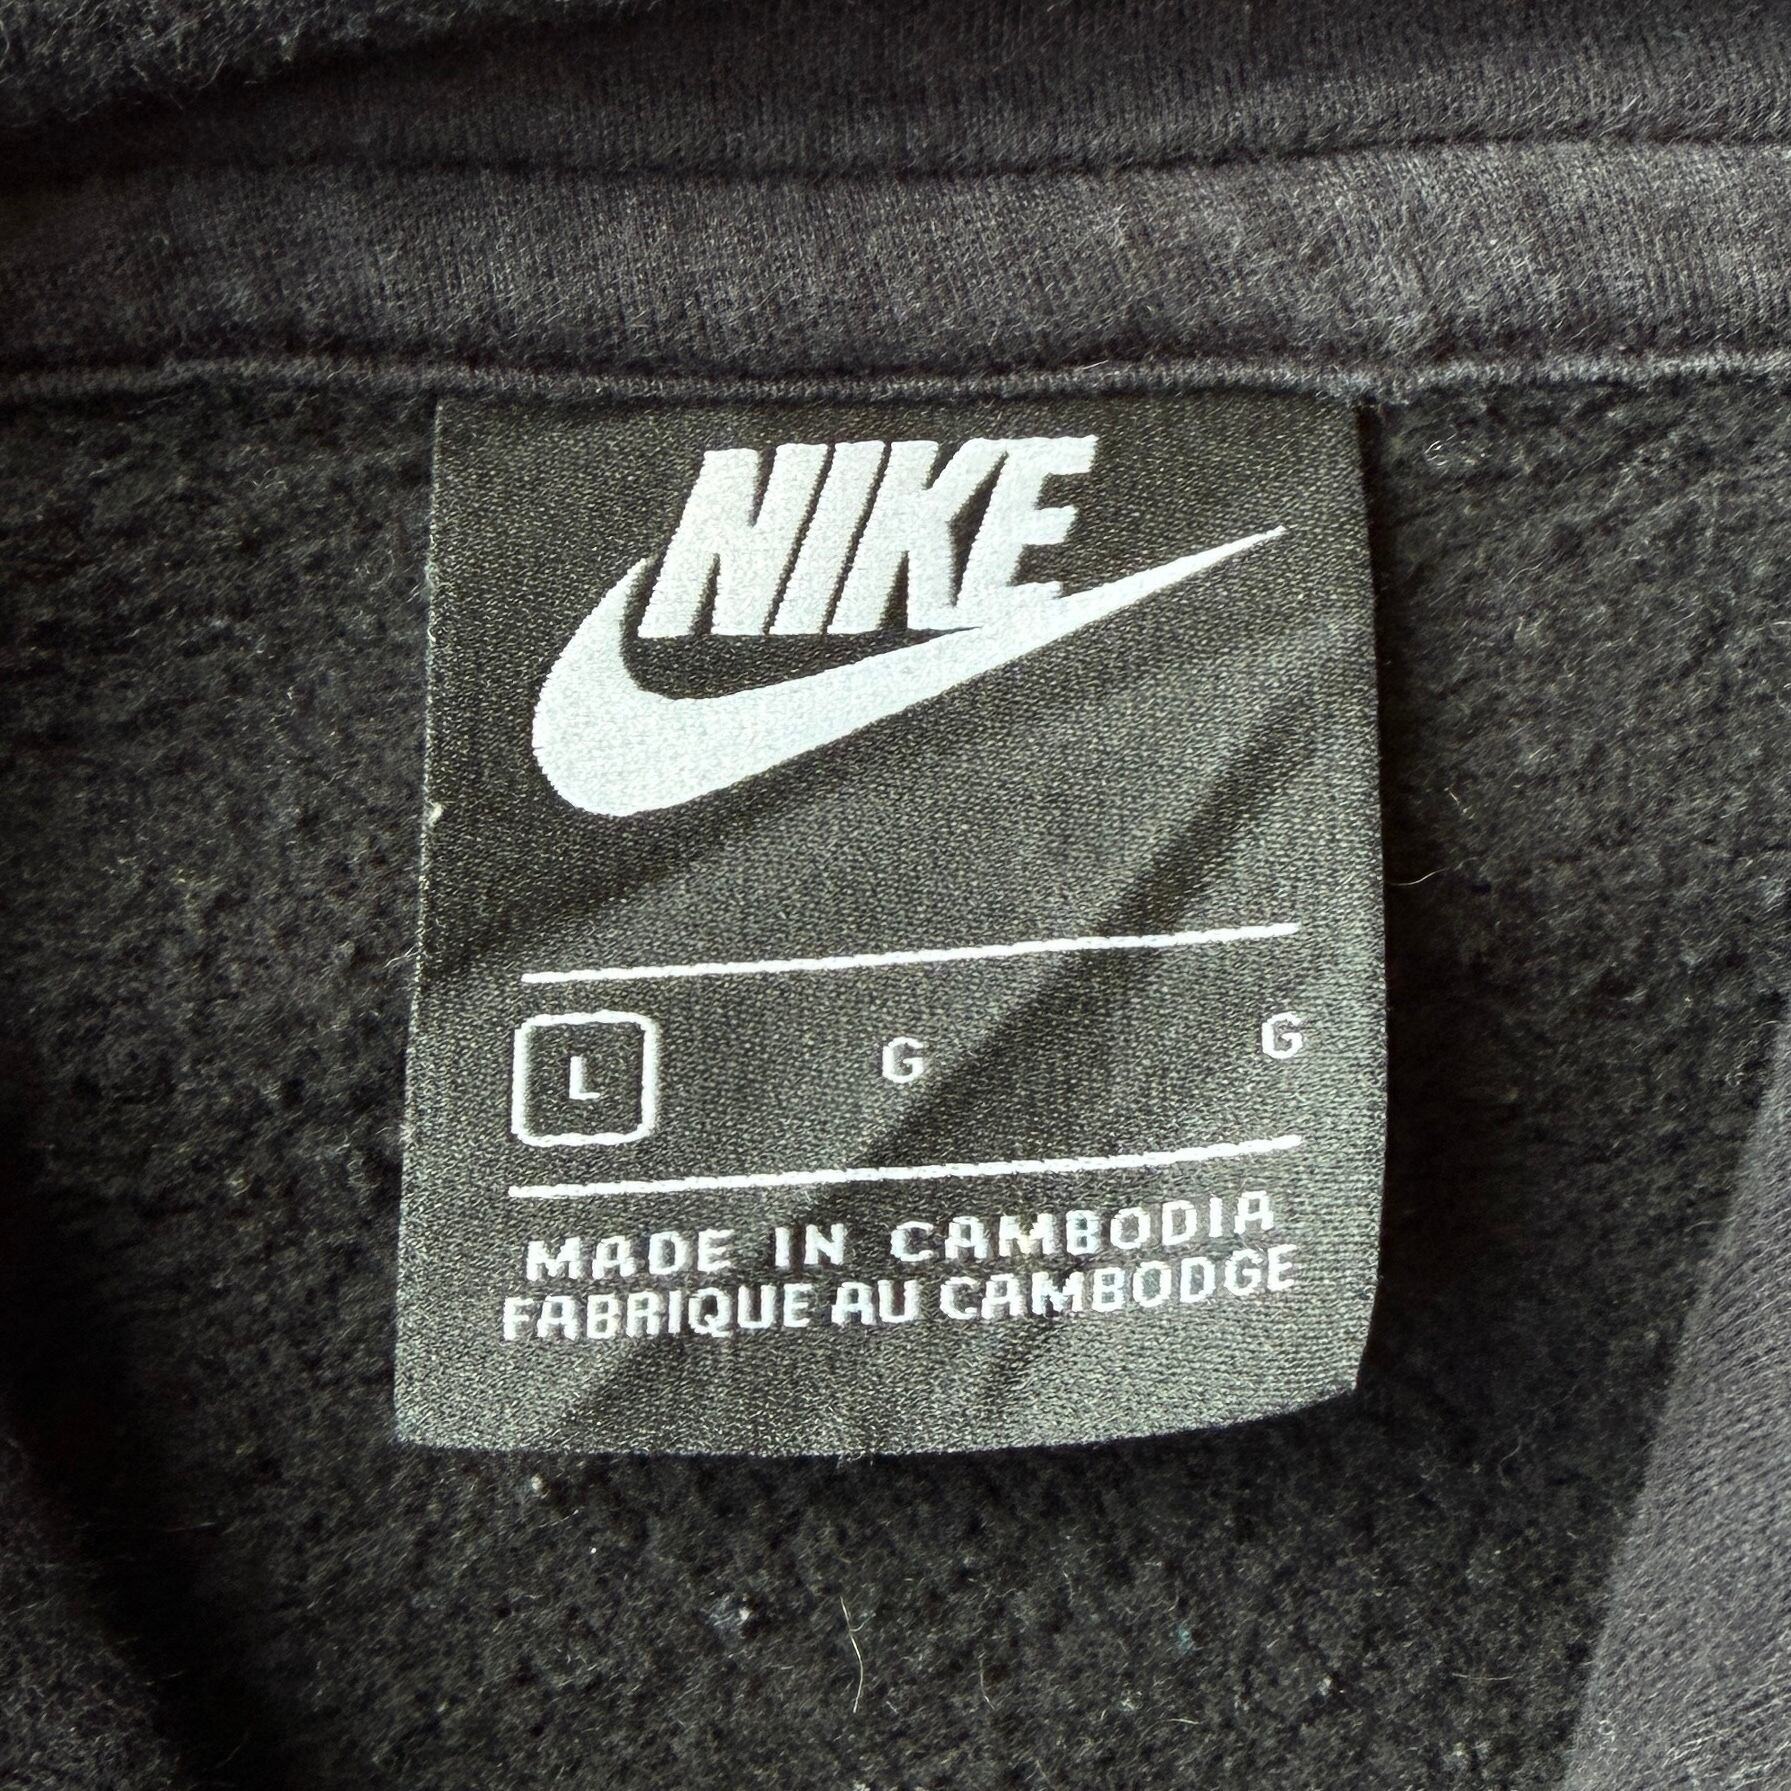 NIKE
L G G
MADE IN CAMBODIA
FABRIQUE AU CAMBODGE